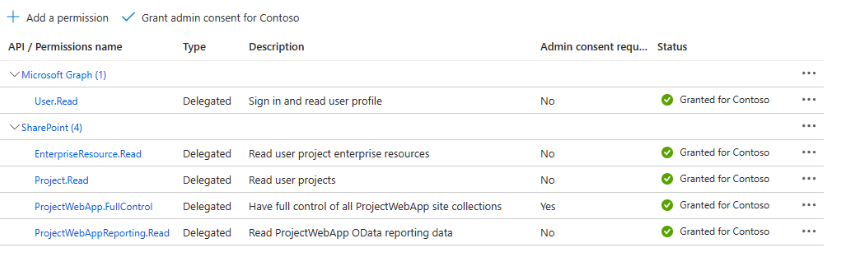 Add a permission Grant admin consent for Contoso
API / Permissions name Type Description Admin consent requ... Status
Microsoft Graph (1) ...
User.Read Delegated Sign in and read user profile No Granted for Contoso ...
SharePoint (4) ...
EnterpriseResource.Read Delegated Read user project enterprise resources No Granted for Contoso ...
Project.Read Delegated Read user projects No Granted for Contoso ...
ProjectWebApp.FullControl Delegated Have full control of all ProjectWebApp site collections Yes Granted for Contoso ...
ProjectWebAppReporting.Read Delegated Read ProjectWebApp OData reporting data No Granted for Contoso ...